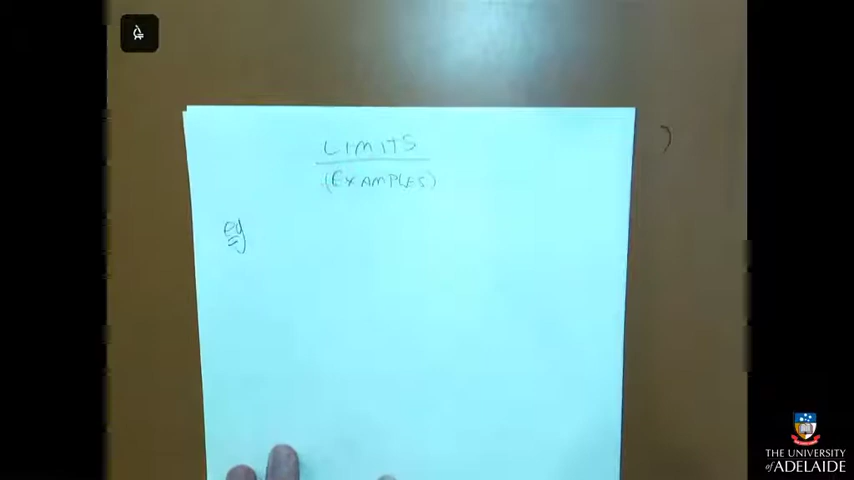 LIMITS
(EXAMPLES)
eg
THE UNIVERSITY
of ADELAIDE